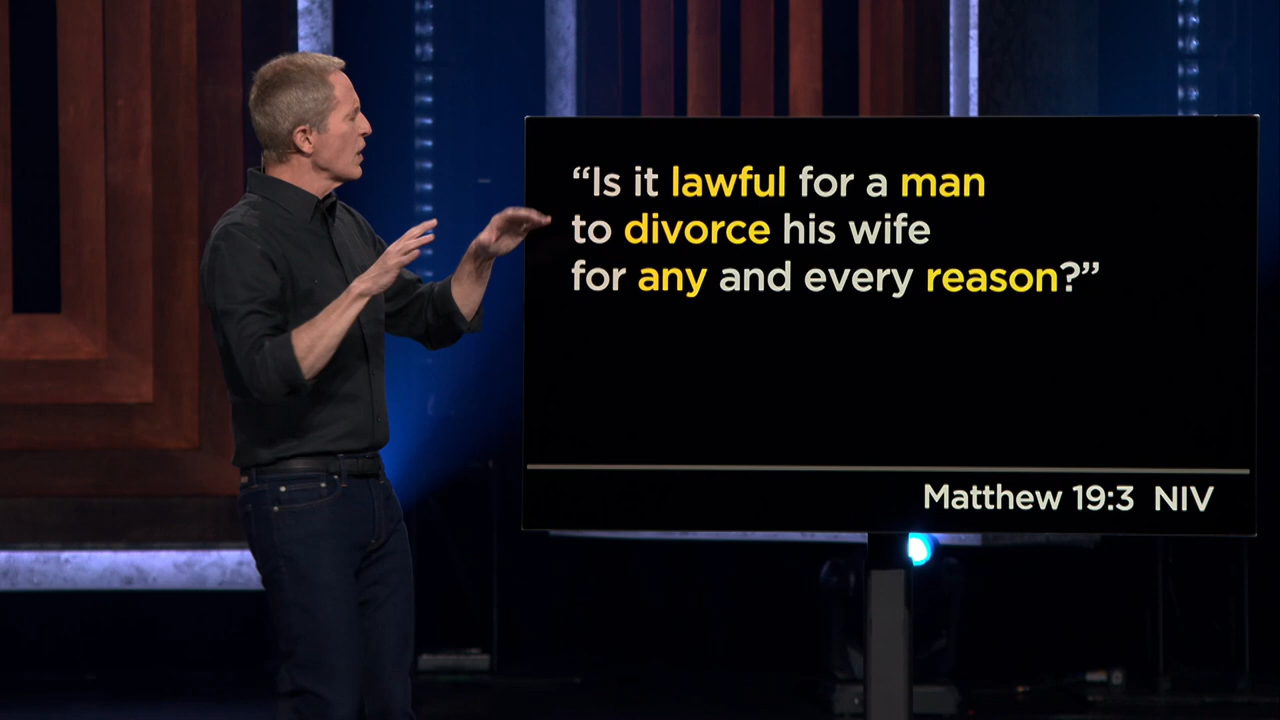 “Is it lawful for a man
to divorce his wife
for any and every reason?”
Matthew 19:3 NIV